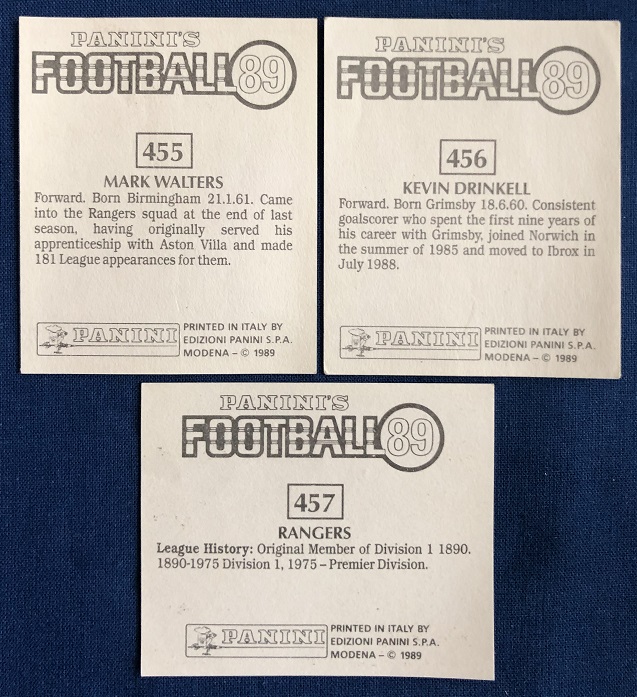 PANINI'S
FOOTBALL 89
455
MARK WALTERS
Forward. Born Birmingham 21.1.61. Came
into the Rangers squad at the end of last
season, having originally served his
apprenticeship with Aston Villa and made
181 League appearances for them.
PANINI
PRINTED IN ITALY BY
EDIZIONI PANINI S.P.A.
MODENA – © 1989
PANINI'S
FOOTBALL 89
456
KEVIN DRINKELL
Forward. Born Grimsby 18.6.60. Consistent
goalscorer who spent the first nine years of
his career with Grimsby, joined Norwich in
the summer of 1985 and moved to Ibrox in
July 1988.
PANINI
PRINTED IN ITALY BY
EDIZIONI PANINI S.P.A.
MODENA – © 1989
PANINI'S
FOOTBALL 89
457
RANGERS
League History: Original Member of Division 1 1890.
1890-1975 Division 1, 1975 – Premier Division.
PANINI
PRINTED IN ITALY BY
EDIZIONI PANINI S.P.A.
MODENA – © 1989